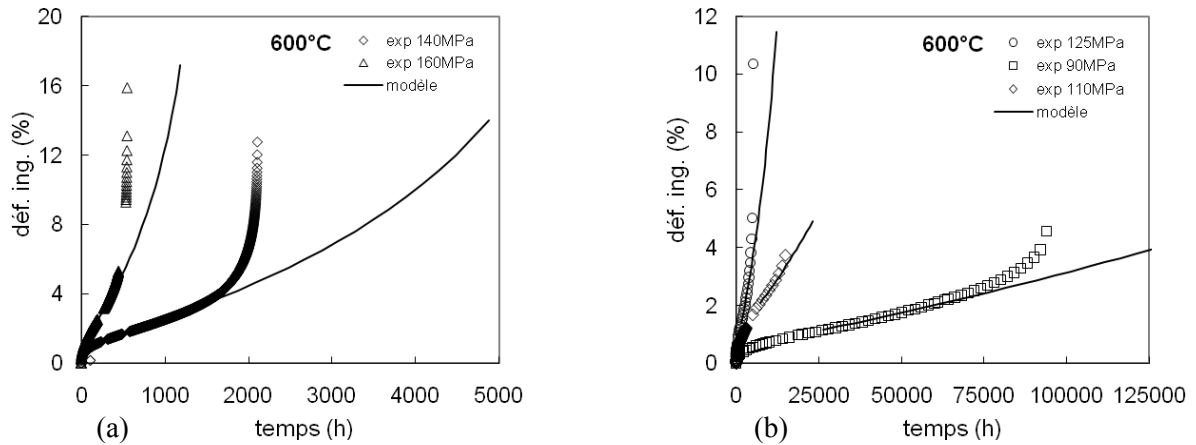 20
16
12
8
4
0
déf. ing. (%)
600°C
exp 140MPa
exp 160MPa
modèle
0 1000 2000 3000 4000 5000
(a) temps (h)
12
10
8
6
4
2
0
déf. ing. (%)
600°C
exp 125MPa
exp 90MPa
exp 110MPa
modèle
0 25000 50000 75000 100000 125000
(b) temps (h)